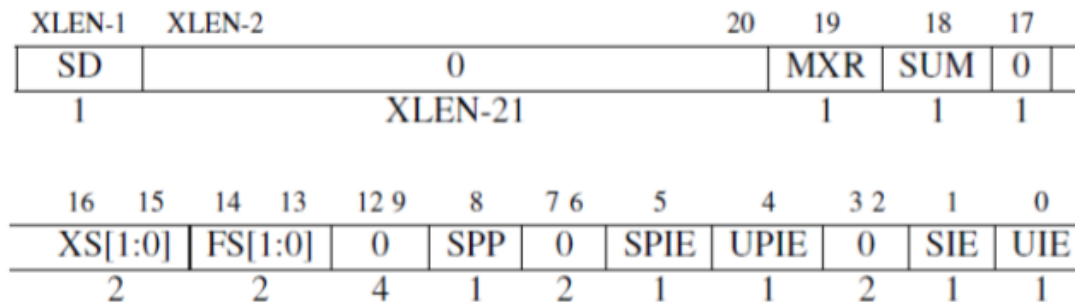 XLEN-1 XLEN-2 20 19 18 17
SD 0 MXR SUM 0
1 XLEN-21 1 1 1
16 15 14 13 12 9 8 7 6 5 4 3 2 1 0
XS[1:0] FS[1:0] 0 SPP 0 SPIE UPIE 0 SIE UIE
2 2 4 1 2 1 1 2 1 1